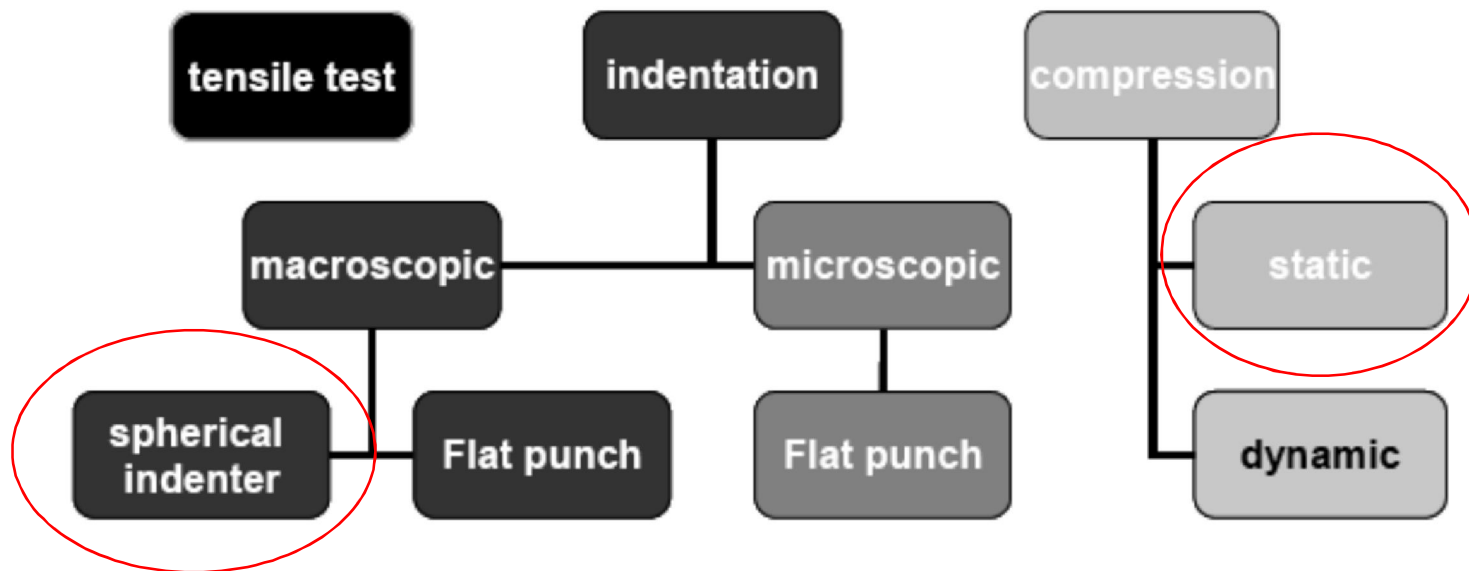 tensile test
indentation
compression
macroscopic
microscopic
static
spherical
indenter
Flat punch
Flat punch
dynamic